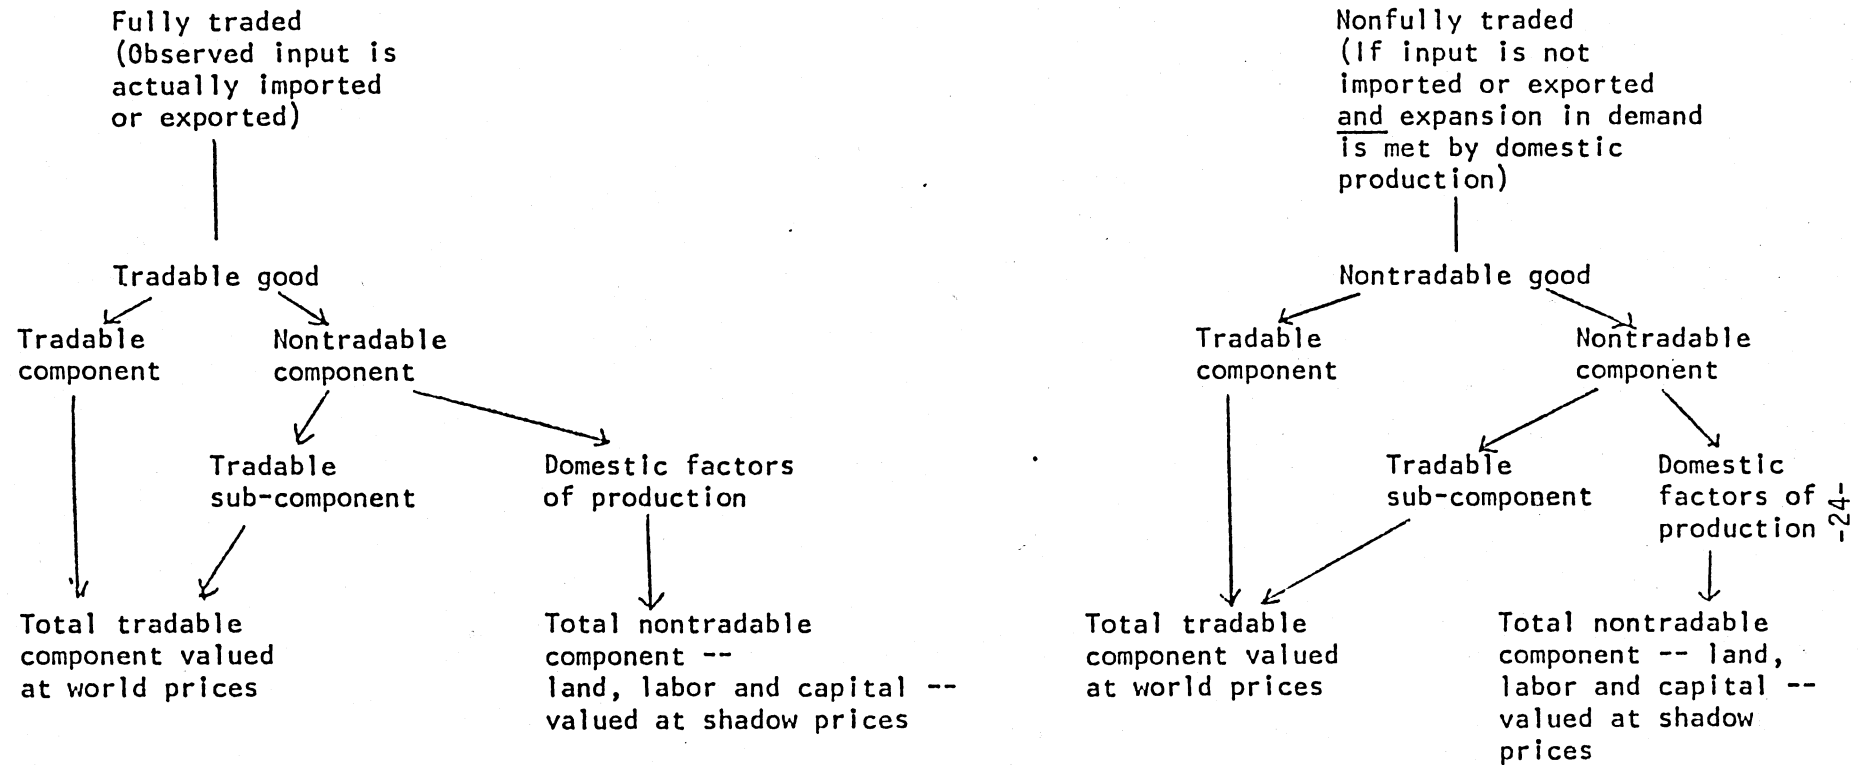 Fully traded
(Observed input is
actually imported
or exported)
Tradable good
Tradable
component
Nontradable
component
Tradable
sub-component
Domestic factors
of production
Total tradable
component valued
at world prices
Total nontradable
component --
land, labor and capital --
valued at shadow prices
Nonfully traded
(If input is not
imported or exported
and expansion in demand
is met by domestic
production)
Nontradable good
Tradable
component
Nontradable
component
Tradable
sub-component
Domestic
factors of
production
Total tradable
component valued
at world prices
Total nontradable
component -- land,
labor and capital --
valued at shadow
prices
-24-